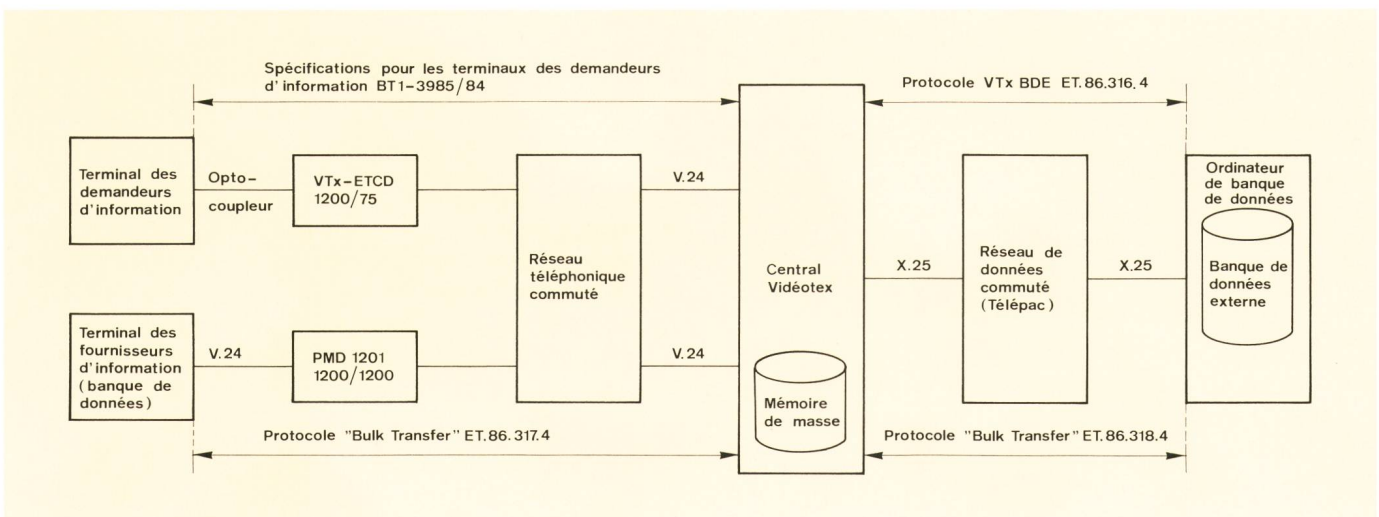 Spécifications pour les terminaux des demandeurs
d'information BT1-3985/84
Protocole VTx BDE ET.86.316.4
Terminal des
demandeurs
d'information
Opto-
coupleur
VTx-ETCD
1200/75
V.24
Réseau
téléphonique
commuté
Central
Vidéotex
X.25
Réseau de
données
commuté
(Télépac)
X.25
Ordinateur
de banque
de données
Banque de
données
externe
Terminal des
fournisseurs
d'information
(banque de
données)
V.24
PMD 1201
1200/1200
V.24
Mémoire
de masse
Protocole "Bulk Transfer" ET.86.317.4
Protocole "Bulk Transfer" ET.86.318.4